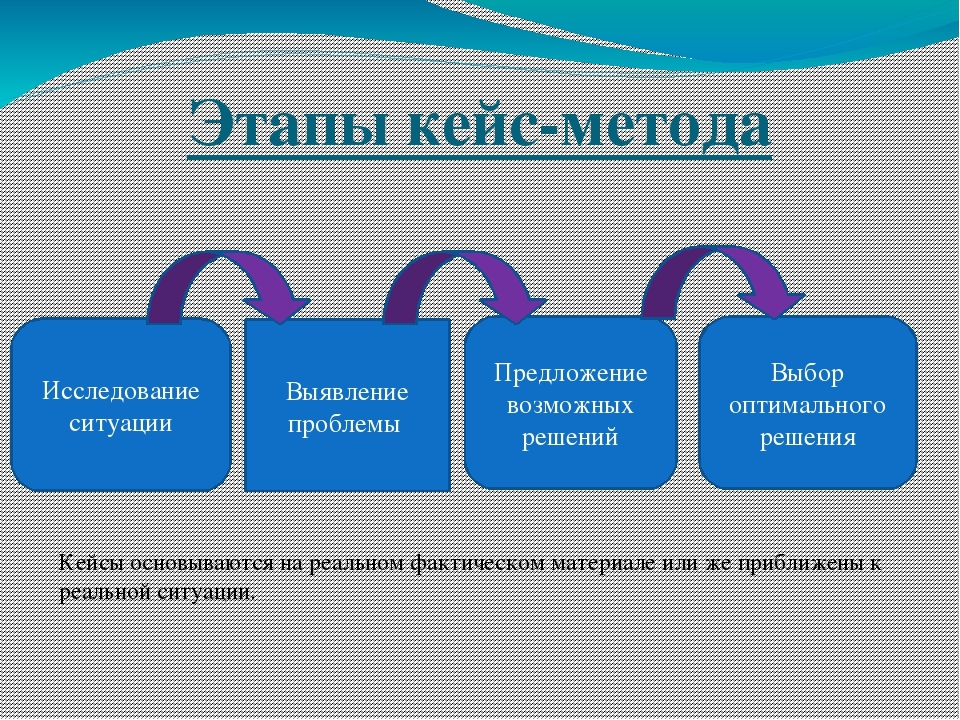 Этапы кейс-метода
Исследование
ситуации
Выявление
проблемы
Предложение
возможных
решений
Выбор
оптимального
решения
Кейсы основываются на реальном фактическом материале или же приближены к
реальной ситуации.